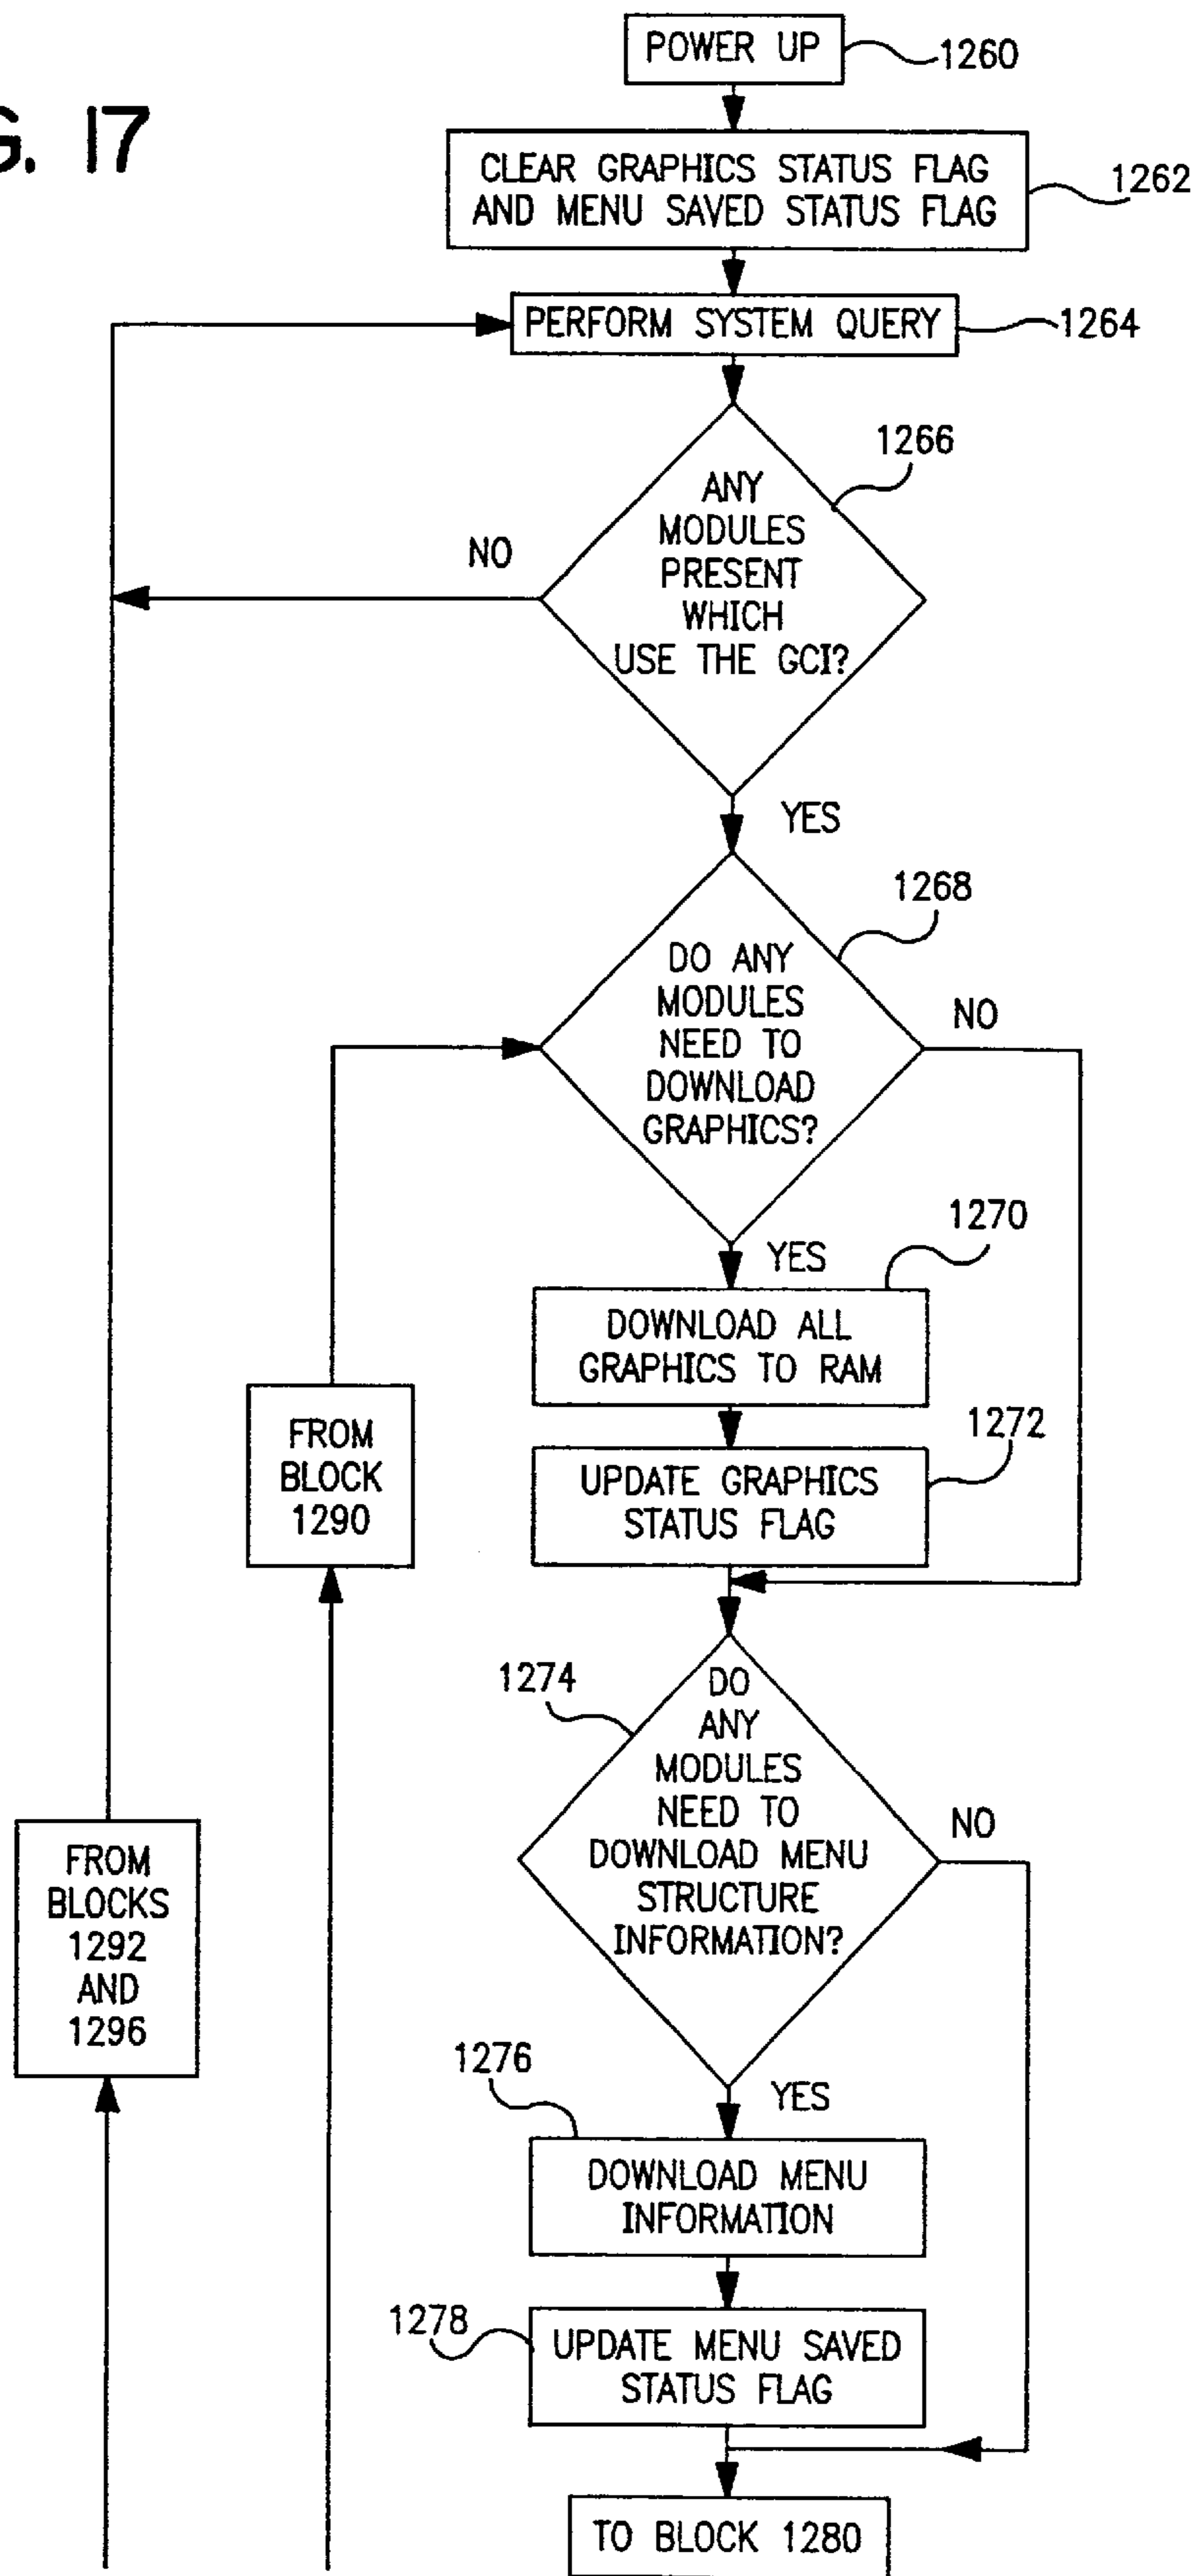 G. 17
POWER UP
1260
CLEAR GRAPHICS STATUS FLAG
AND MENU SAVED STATUS FLAG
1262
PERFORM SYSTEM QUERY
1264
1266
ANY
MODULES
PRESENT
WHICH
USE THE GCI?
NO
YES
1268
DO ANY
MODULES
NEED TO
DOWNLOAD
GRAPHICS?
NO
YES
1270
DOWNLOAD ALL
GRAPHICS TO RAM
1272
UPDATE GRAPHICS
STATUS FLAG
FROM
BLOCK
1290
1274
DO
ANY
MODULES
NEED TO
DOWNLOAD MENU
STRUCTURE
INFORMATION?
NO
YES
FROM
BLOCKS
1292
AND
1296
1276
DOWNLOAD MENU
INFORMATION
1278
UPDATE MENU SAVED
STATUS FLAG
TO BLOCK 1280